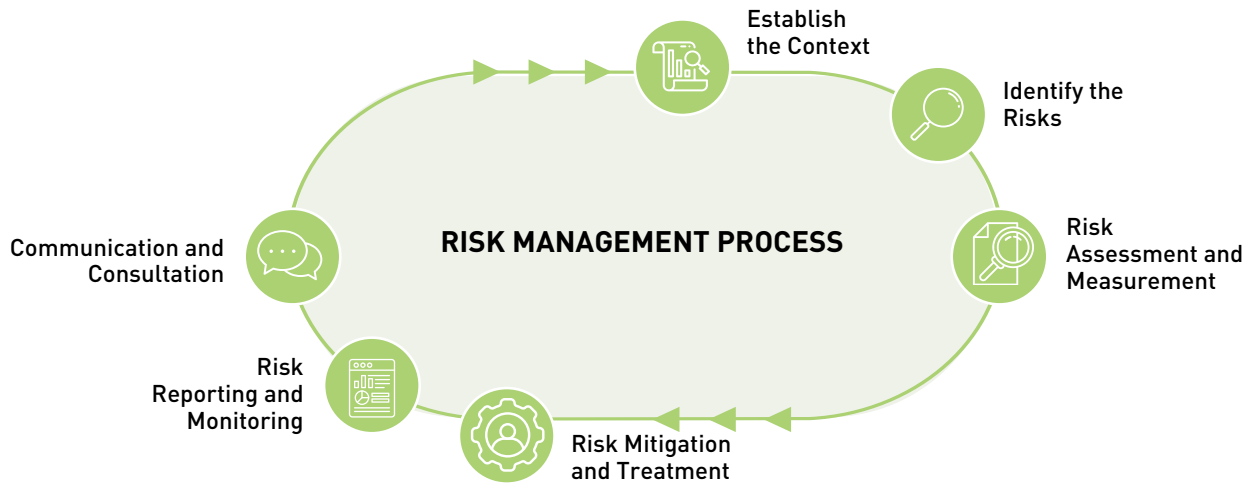 Establish
the Context
Identify the
Risks
RISK MANAGEMENT PROCESS
Risk
Assessment and
Measurement
Communication and
Consultation
Risk
Reporting and
Monitoring
Risk Mitigation
and Treatment